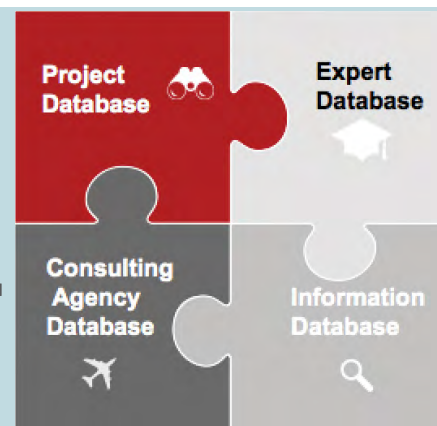 Project
Database
Expert
Database
Consulting
Agency
Database
Information
Database